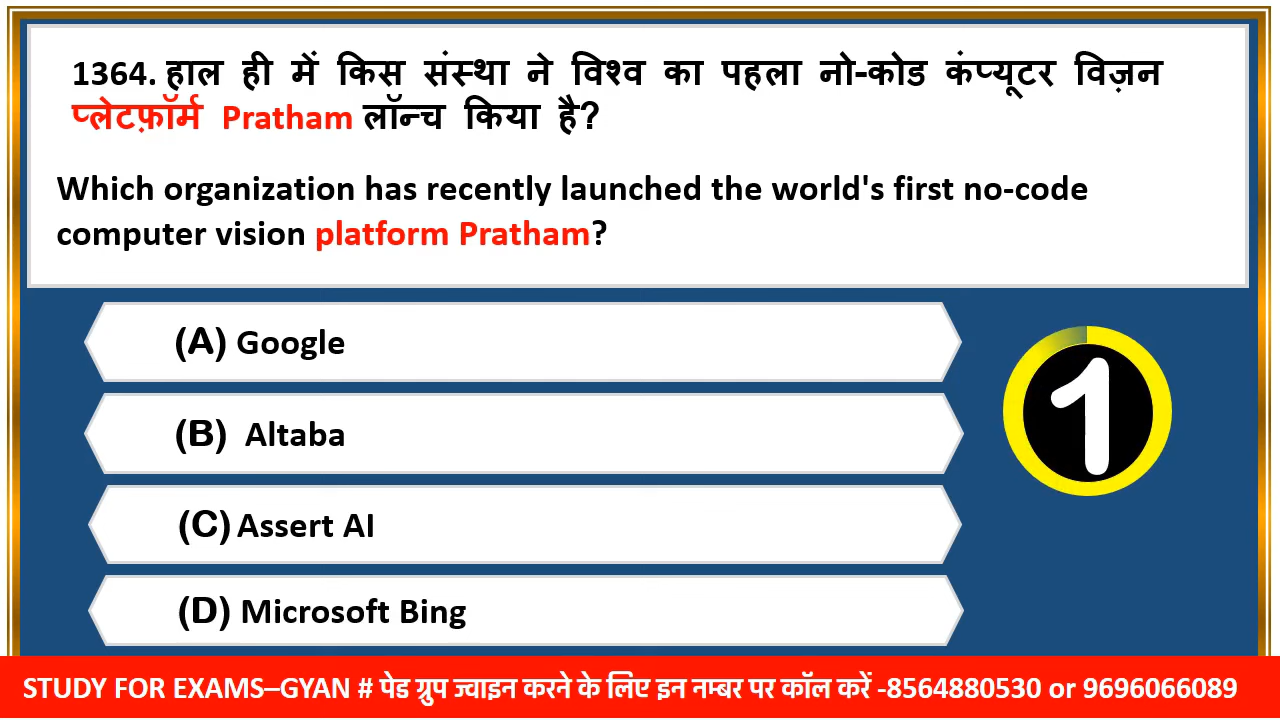 1364. हाल ही में किस संस्था ने विश्व का पहला नो-कोड कंप्यूटर विज़न
प्लेटफ़ॉर्म Pratham लॉन्च किया है?
Which organization has recently launched the world's first no-code
computer vision platform Pratham?
(A) Google
(B) Altaba
(C) Assert AI
(D) Microsoft Bing
1
STUDY FOR EXAMS–GYAN # पेड ग्रुप ज्वाइन करने के लिए इन नम्बर पर कॉल करें -8564880530 or 9696066089